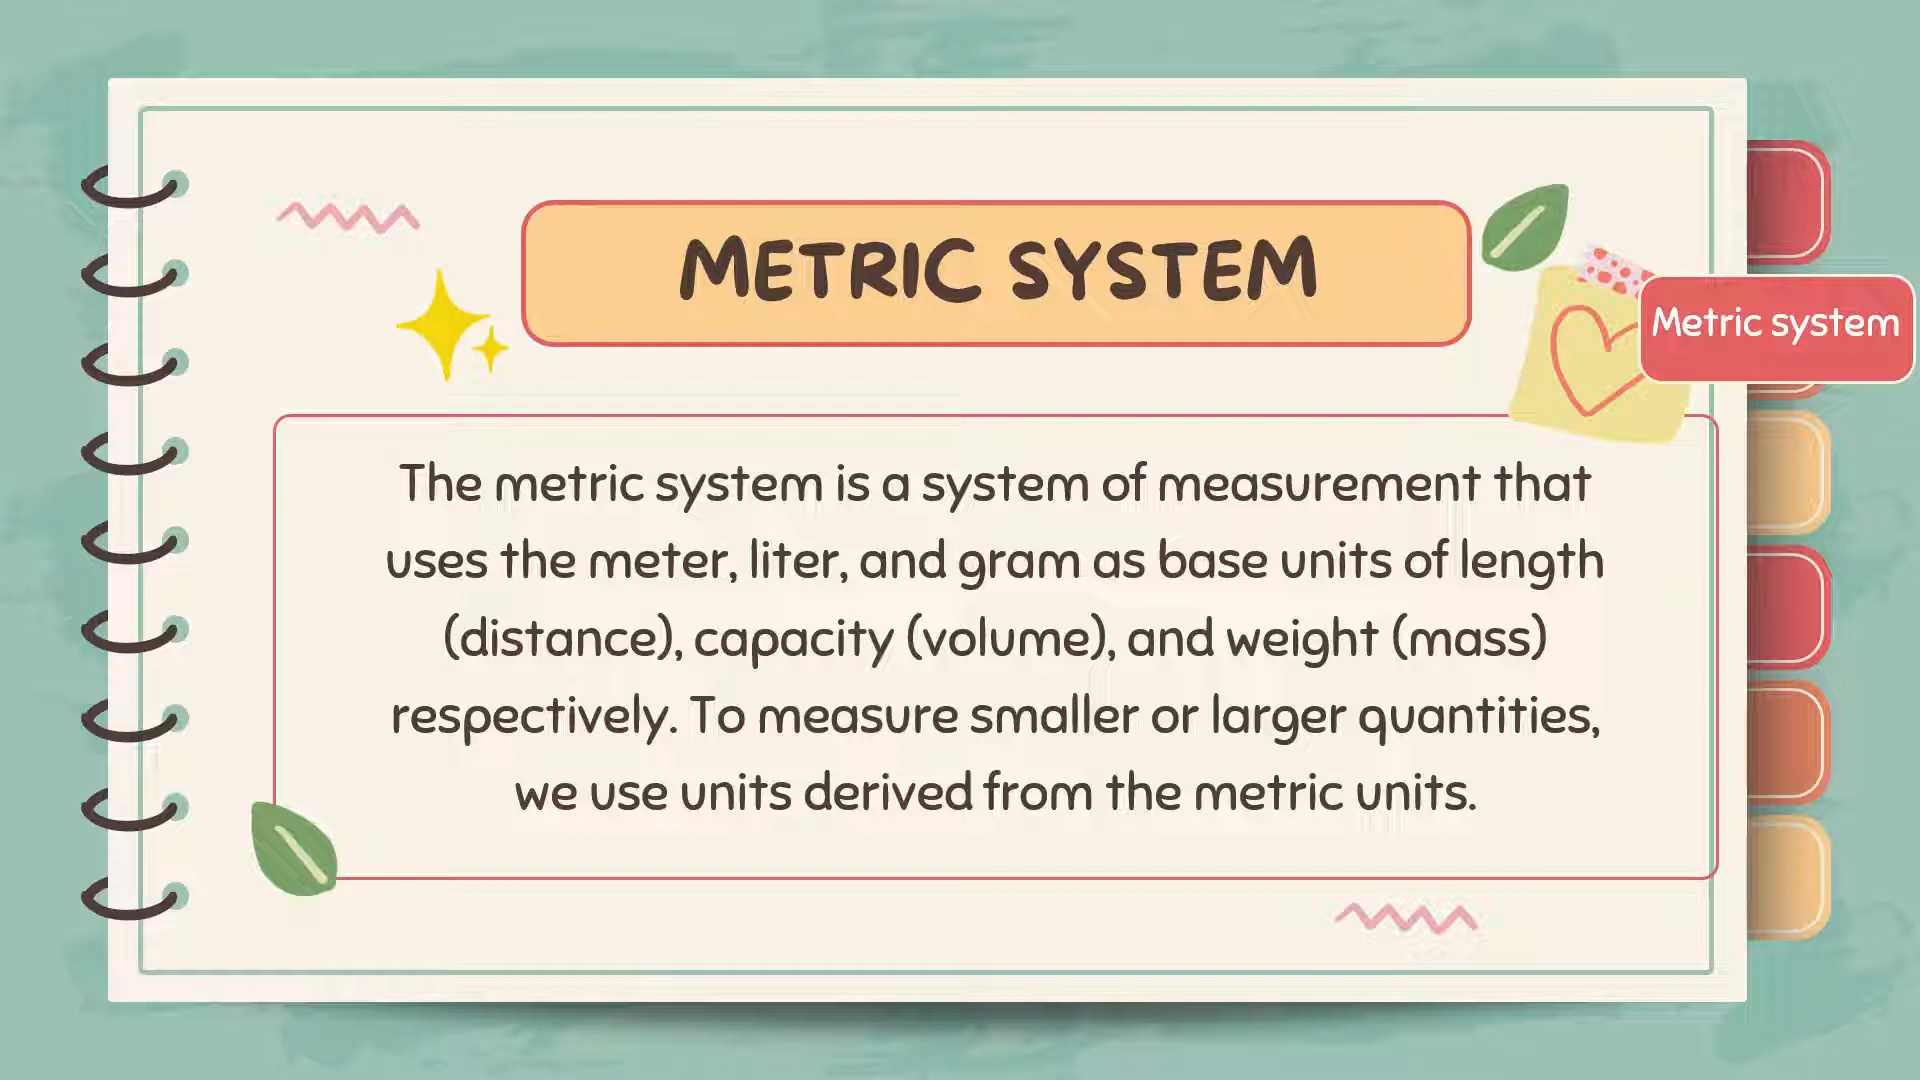 METRIC SYSTEM
Metric system
The metric system is a system of measurement that
uses the meter, liter, and gram as base units of length
(distance), capacity (volume), and weight (mass)
respectively. To measure smaller or larger quantities,
we use units derived from the metric units.